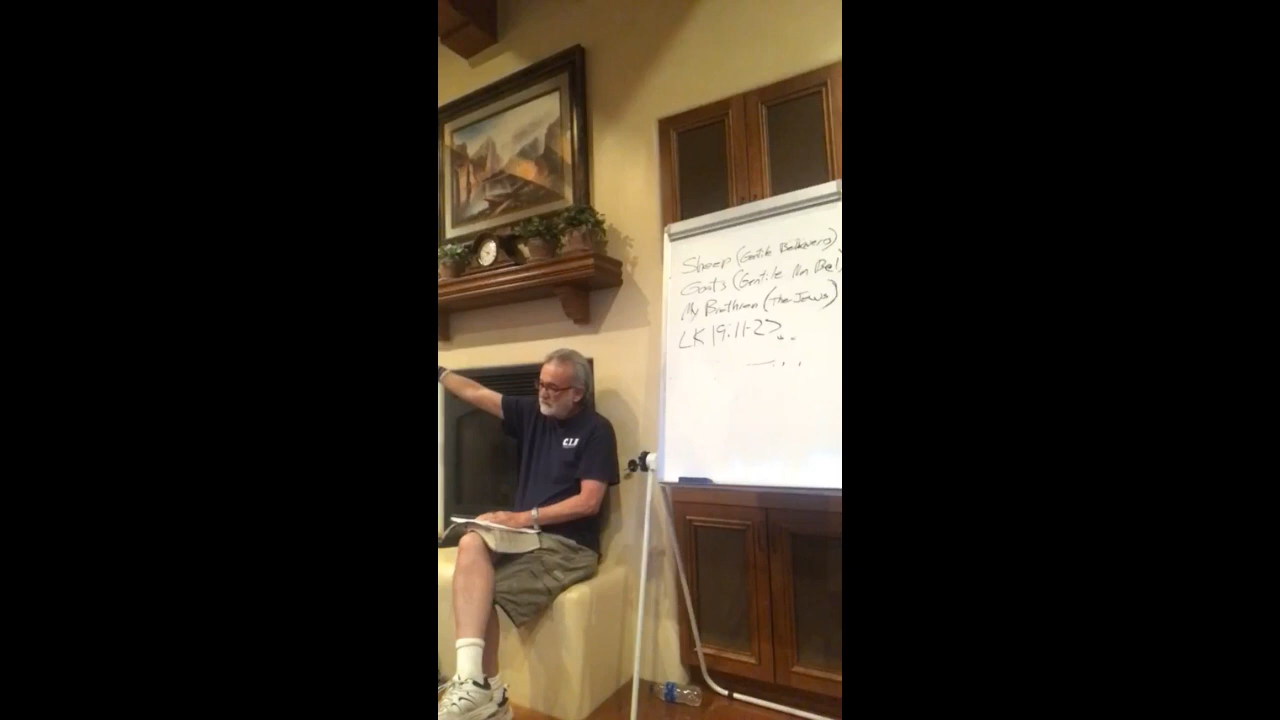 Sheep (Gentile Believers)
Goats (Gentile Non Bel
My Brethren (The Jews)
LK 19:11-27